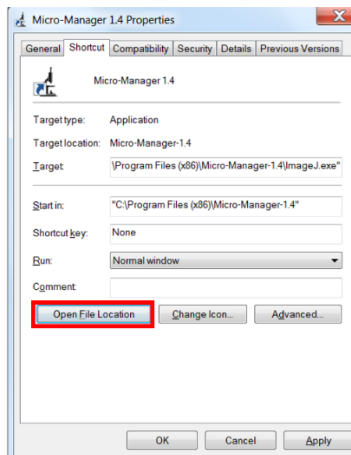 Micro-Manager 1.4 Properties
General Shortcut Compatibility Security Details Previous Versions
Micro-Manager 1.4
Target type: Application
Target location: Micro-Manager-1.4
Target: \Program Files (x86)\Micro-Manager-1.4\ImageJ.exe"
Start in: "C:\Program Files (x86)\Micro-Manager-1.4"
Shortcut key: None
Run: Normal window
Comment:
Open File Location Change Icon... Advanced...
OK Cancel Apply